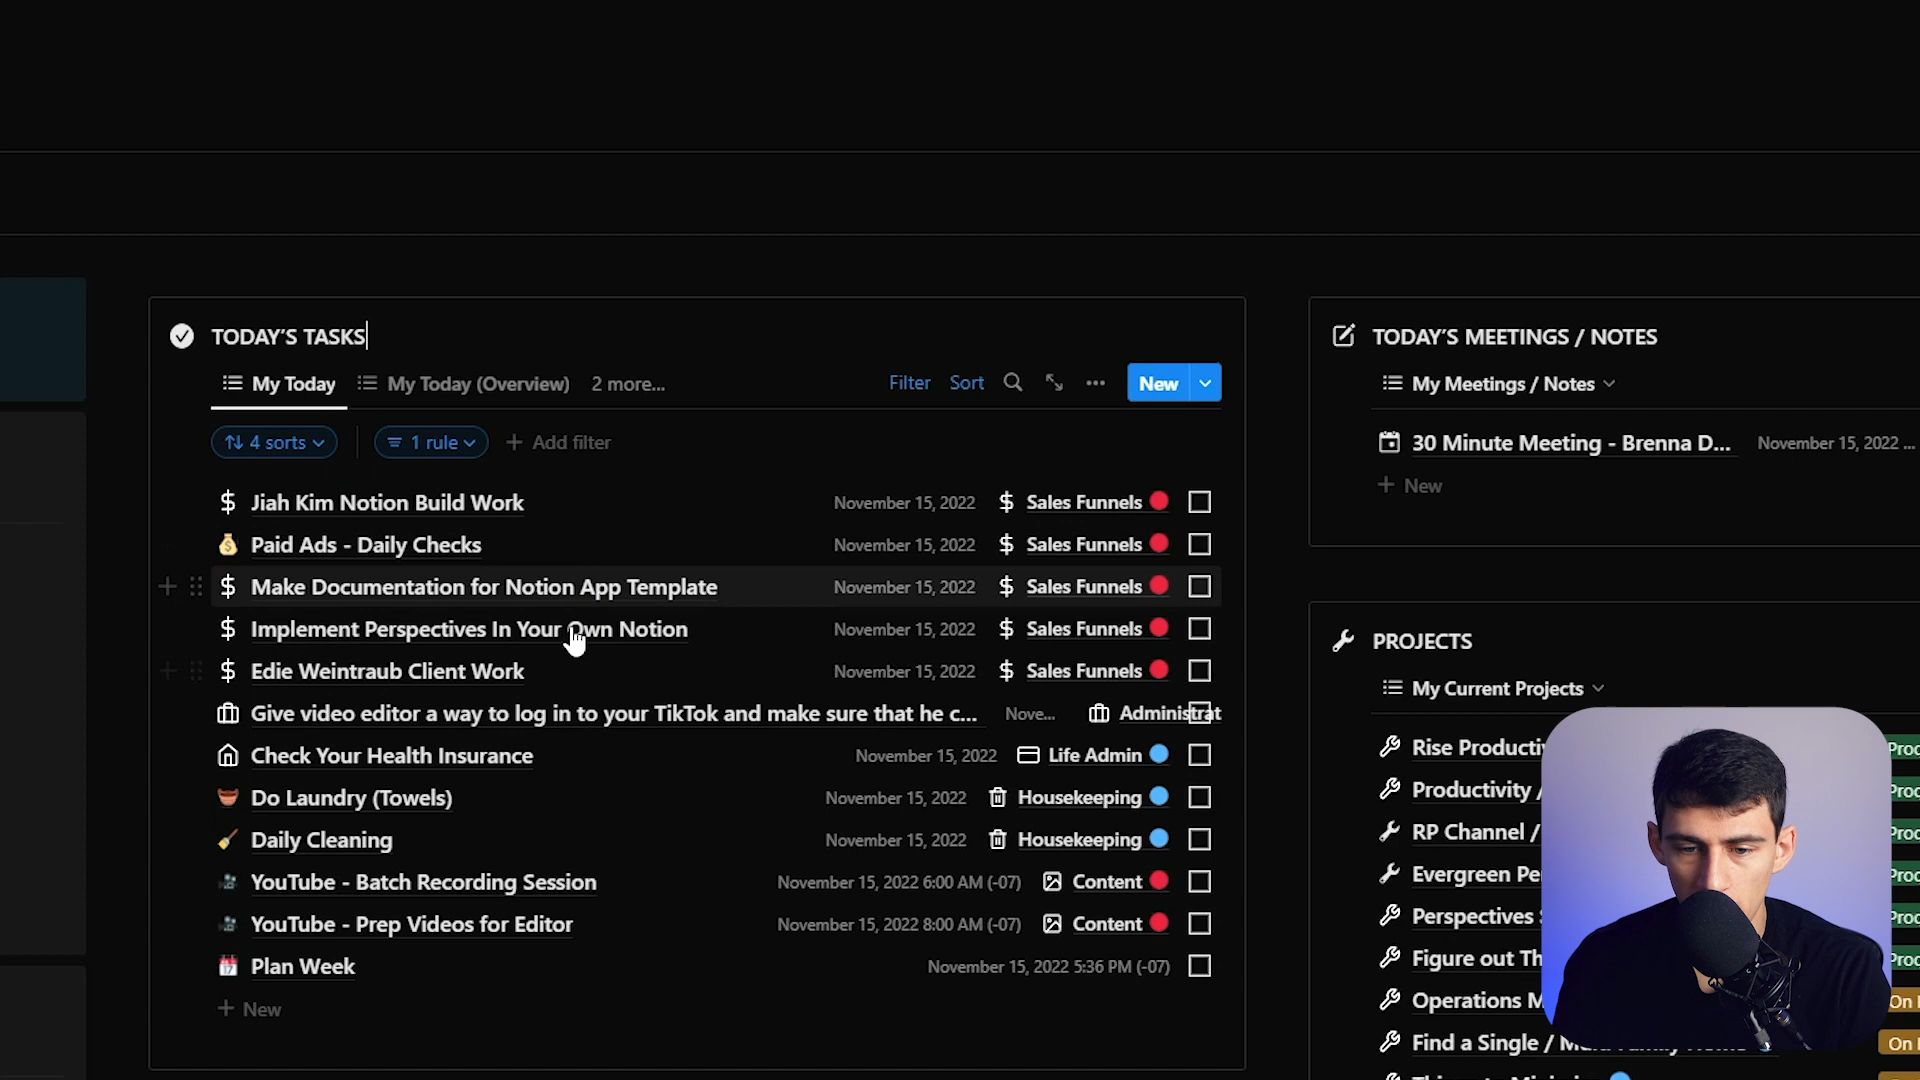 TODAY'S TASKS
My Today My Today (Overview) 2 more...
Filter Sort New
4 sorts 1 rule Add filter
Jiah Kim Notion Build Work November 15, 2022 Sales Funnels
Paid Ads - Daily Checks November 15, 2022 Sales Funnels
Make Documentation for Notion App Template November 15, 2022 Sales Funnels
Implement Perspectives In Your Own Notion November 15, 2022 Sales Funnels
Edie Weintraub Client Work November 15, 2022 Sales Funnels
Give video editor a way to log in to your TikTok and make sure that he c... Nove... Administrat
Check Your Health Insurance November 15, 2022 Life Admin
Do Laundry (Towels) November 15, 2022 Housekeeping
Daily Cleaning November 15, 2022 Housekeeping
YouTube - Batch Recording Session November 15, 2022 6:00 AM (-07) Content
YouTube - Prep Videos for Editor November 15, 2022 8:00 AM (-07) Content
Plan Week November 15, 2022 5:36 PM (-07)
New
TODAY'S MEETINGS / NOTES
My Meetings / Notes
30 Minute Meeting - Brenna D... November 15, 2022 ...
New
PROJECTS
My Current Projects
Rise Producti
Productivity /
RP Channel /
Evergreen Pe
Perspectives
Figure out Th
Operations M On
Find a Single / On